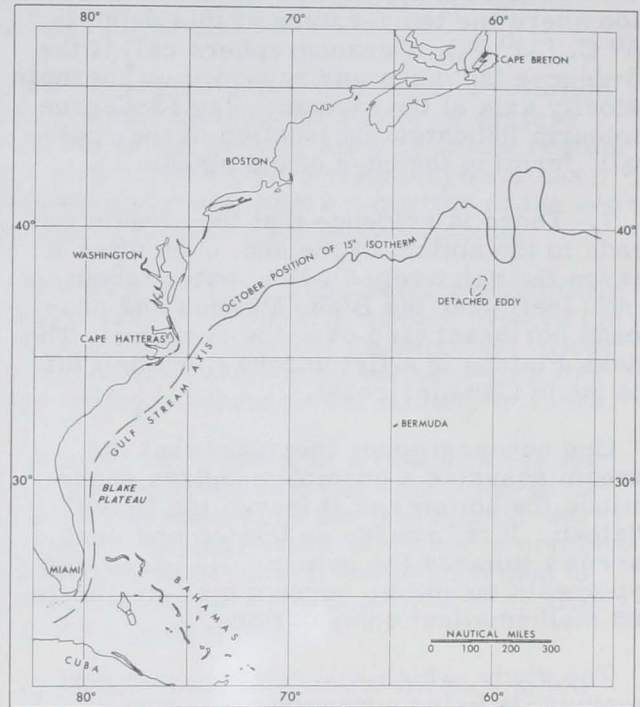 80°
70°
60°
CAPE BRETON
BOSTON
40°
40°
WASHINGTON
OCTOBER POSITION OF 15° ISOTHERM
DETACHED EDDY
CAPE HATTERAS
GULF STREAM AXIS
BERMUDA
30°
30°
BLAKE
PLATEAU
MIAMI
BAHAMAS
NAUTICAL MILES
0 100 200 300
CUBA
80°
70°
60°